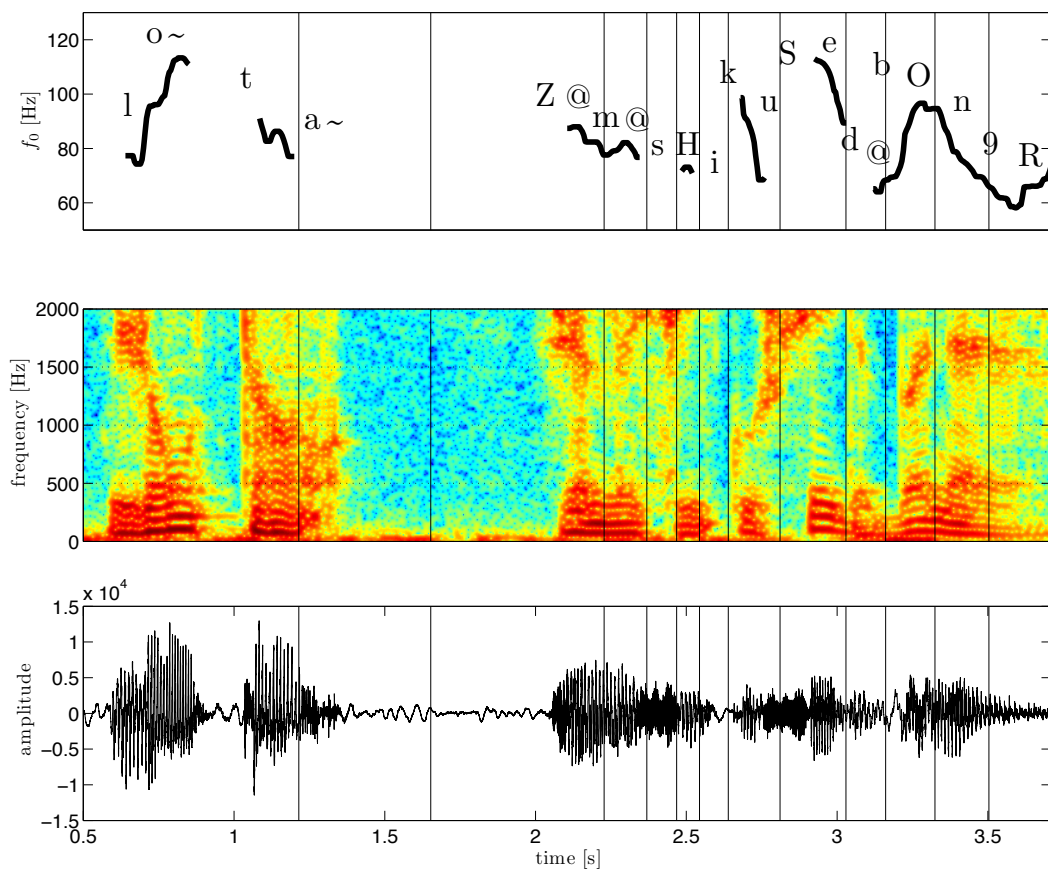 f₀ [Hz]
120
100
80
60
l o~ t a~ Z @ m @ s H i k u S e d @ b O n 9 R
frequency [Hz]
2000
1500
1000
500
0
x 10⁴
amplitude
1.5
1
0.5
0
−0.5
−1
−1.5
0.5 1 1.5 2 2.5 3 3.5
time [s]